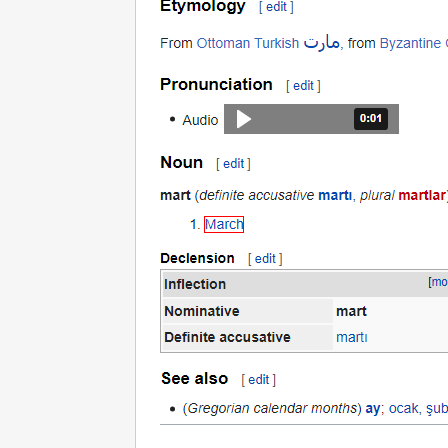 Etymology [ edit ]
From Ottoman Turkish مارت, from Byzantine
Pronunciation [ edit ]
• Audio 0:01
Noun [ edit ]
mart (definite accusative martı, plural martlar)
1. March
Declension [ edit ]
Inflection [mo
Nominative mart
Definite accusative martı
See also [ edit ]
• (Gregorian calendar months) ay; ocak, şub